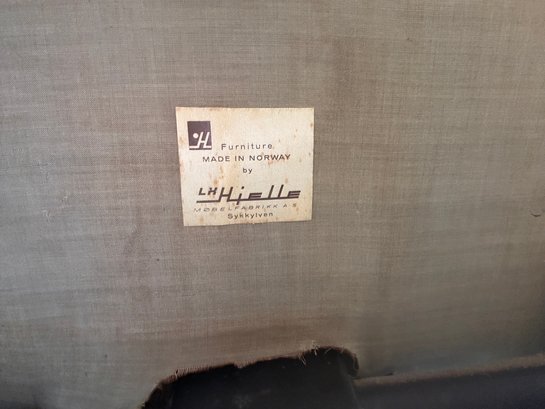 H
Furniture
MADE IN NORWAY
by
LH Hjelle
MØBELFABRIKK A.S
Sykkylven